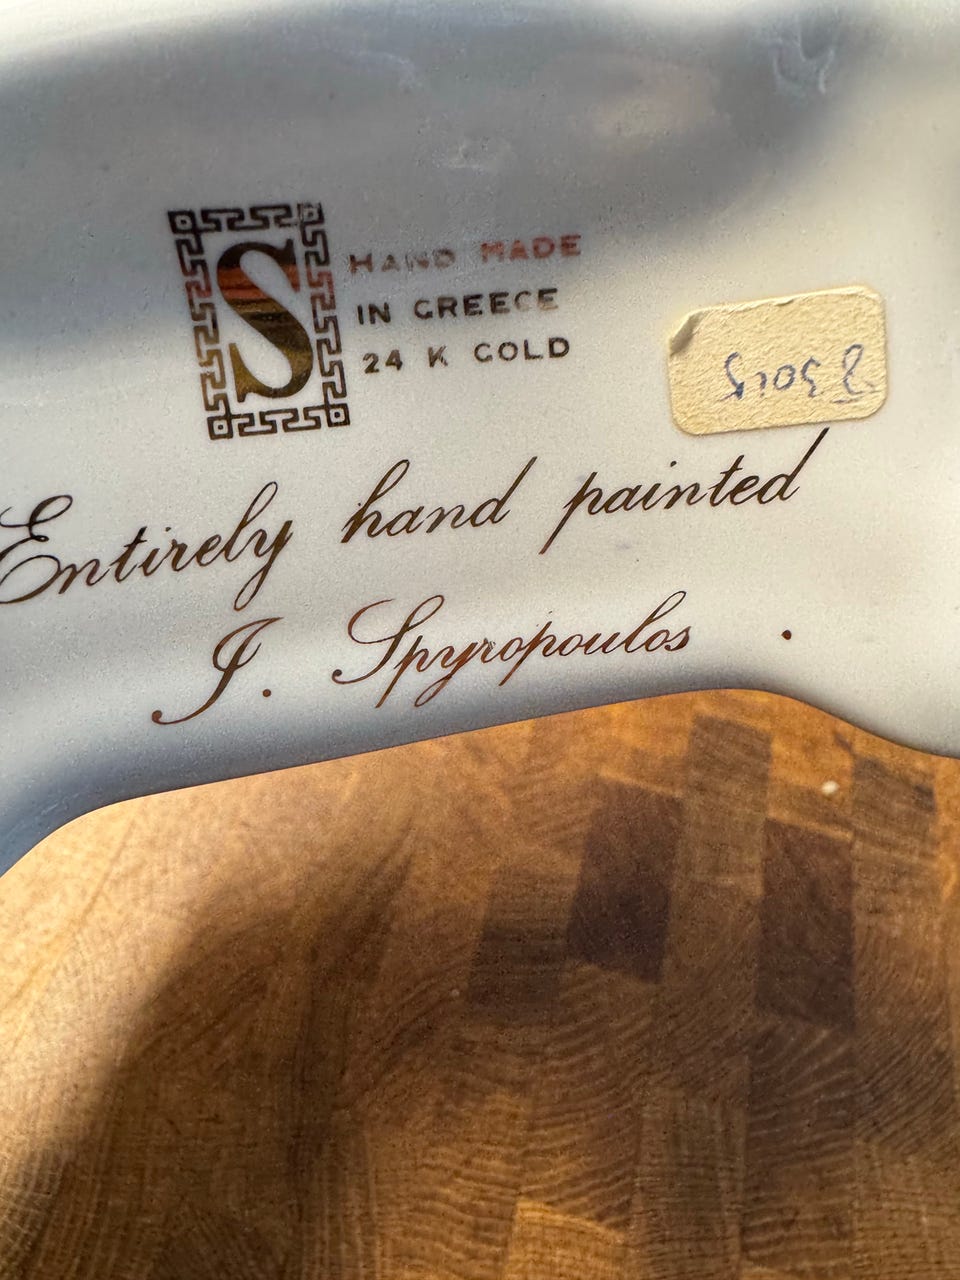 S
HAND MADE
IN GREECE
24 K GOLD
Entirely hand painted
J. Spyropoulos .